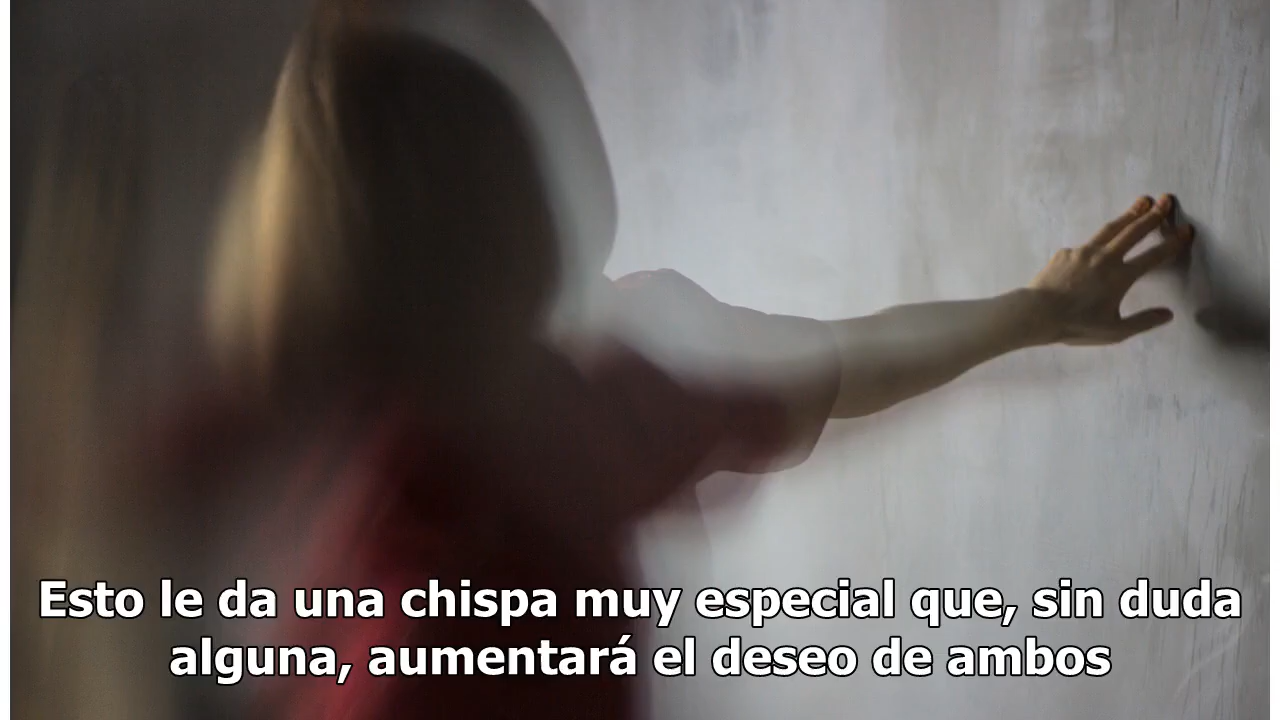 Esto le da una chispa muy especial que, sin duda
alguna, aumentará el deseo de ambos